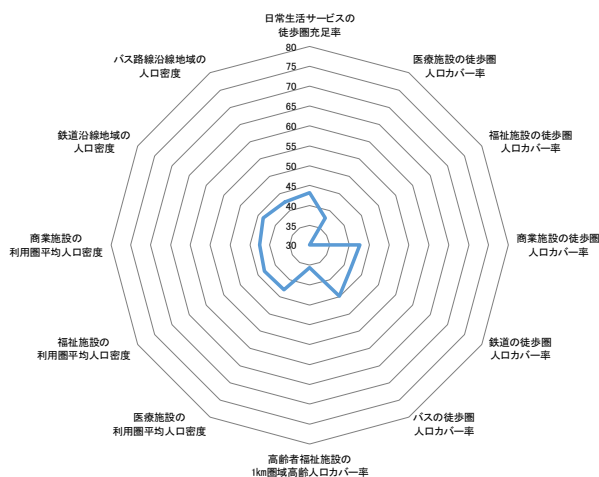 日常生活サービスの
徒歩圏充足率
医療施設の徒歩圏
人口カバー率
福祉施設の徒歩圏
人口カバー率
商業施設の徒歩圏
人口カバー率
鉄道の徒歩圏
人口カバー率
バスの徒歩圏
人口カバー率
高齢者福祉施設の
1km圏域高齢人口カバー率
医療施設の
利用圏平均人口密度
福祉施設の
利用圏平均人口密度
商業施設の
利用圏平均人口密度
鉄道沿線地域の
人口密度
バス路線沿線地域の
人口密度
80
75
70
65
60
55
50
45
40
35
30